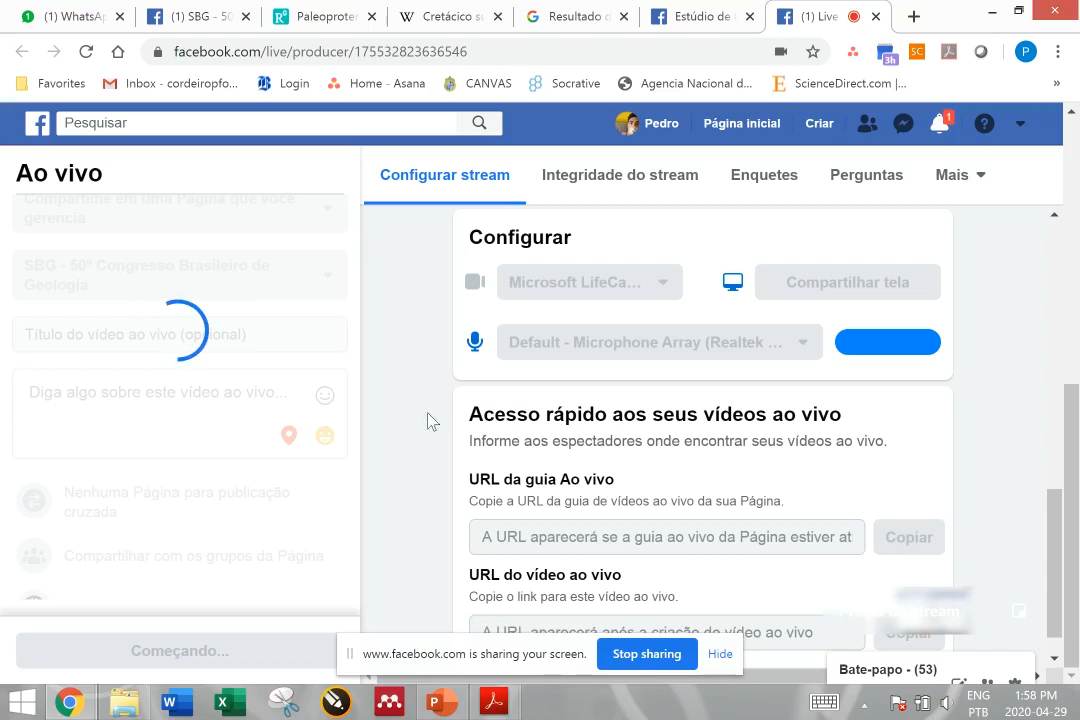 (1) WhatsA
(1) SBG - 50
Paleoproter
Cretácico su
Resultado d
Estúdio de
(1) Live
facebook.com/live/producer/175532823636546
SC
3h
P
Favorites
Inbox - cordeiropfo...
Login
Home - Asana
CANVAS
Socrative
Agencia Nacional d...
ScienceDirect.com |...
»
Pesquisar
Pedro
Página inicial
Criar
1
Ao vivo
Configurar stream
Integridade do stream
Enquetes
Perguntas
Mais
Compartilhe em uma Página que você
gerencia
SBG - 50º Congresso Brasileiro de
Geologia
Título do vídeo ao vivo (opcional)
Diga algo sobre este vídeo ao vivo...
Nenhuma Página para publicação
cruzada
Compartilhar com os grupos da Página
Começando...
Configurar
Microsoft LifeCa...
Compartilhar tela
Default - Microphone Array (Realtek ...
Acesso rápido aos seus vídeos ao vivo
Informe aos espectadores onde encontrar seus vídeos ao vivo.
URL da guia Ao vivo
Copie a URL da guia de vídeos ao vivo da sua Página.
A URL aparecerá se a guia ao vivo da Página estiver at
Copiar
URL do vídeo ao vivo
Copie o link para este vídeo ao vivo.
A URL aparecerá após a criação do vídeo ao vivo
Copiar
www.facebook.com is sharing your screen.
Stop sharing
Hide
Bate-papo - (53)
ENG
PTB
1:58 PM
2020-04-29